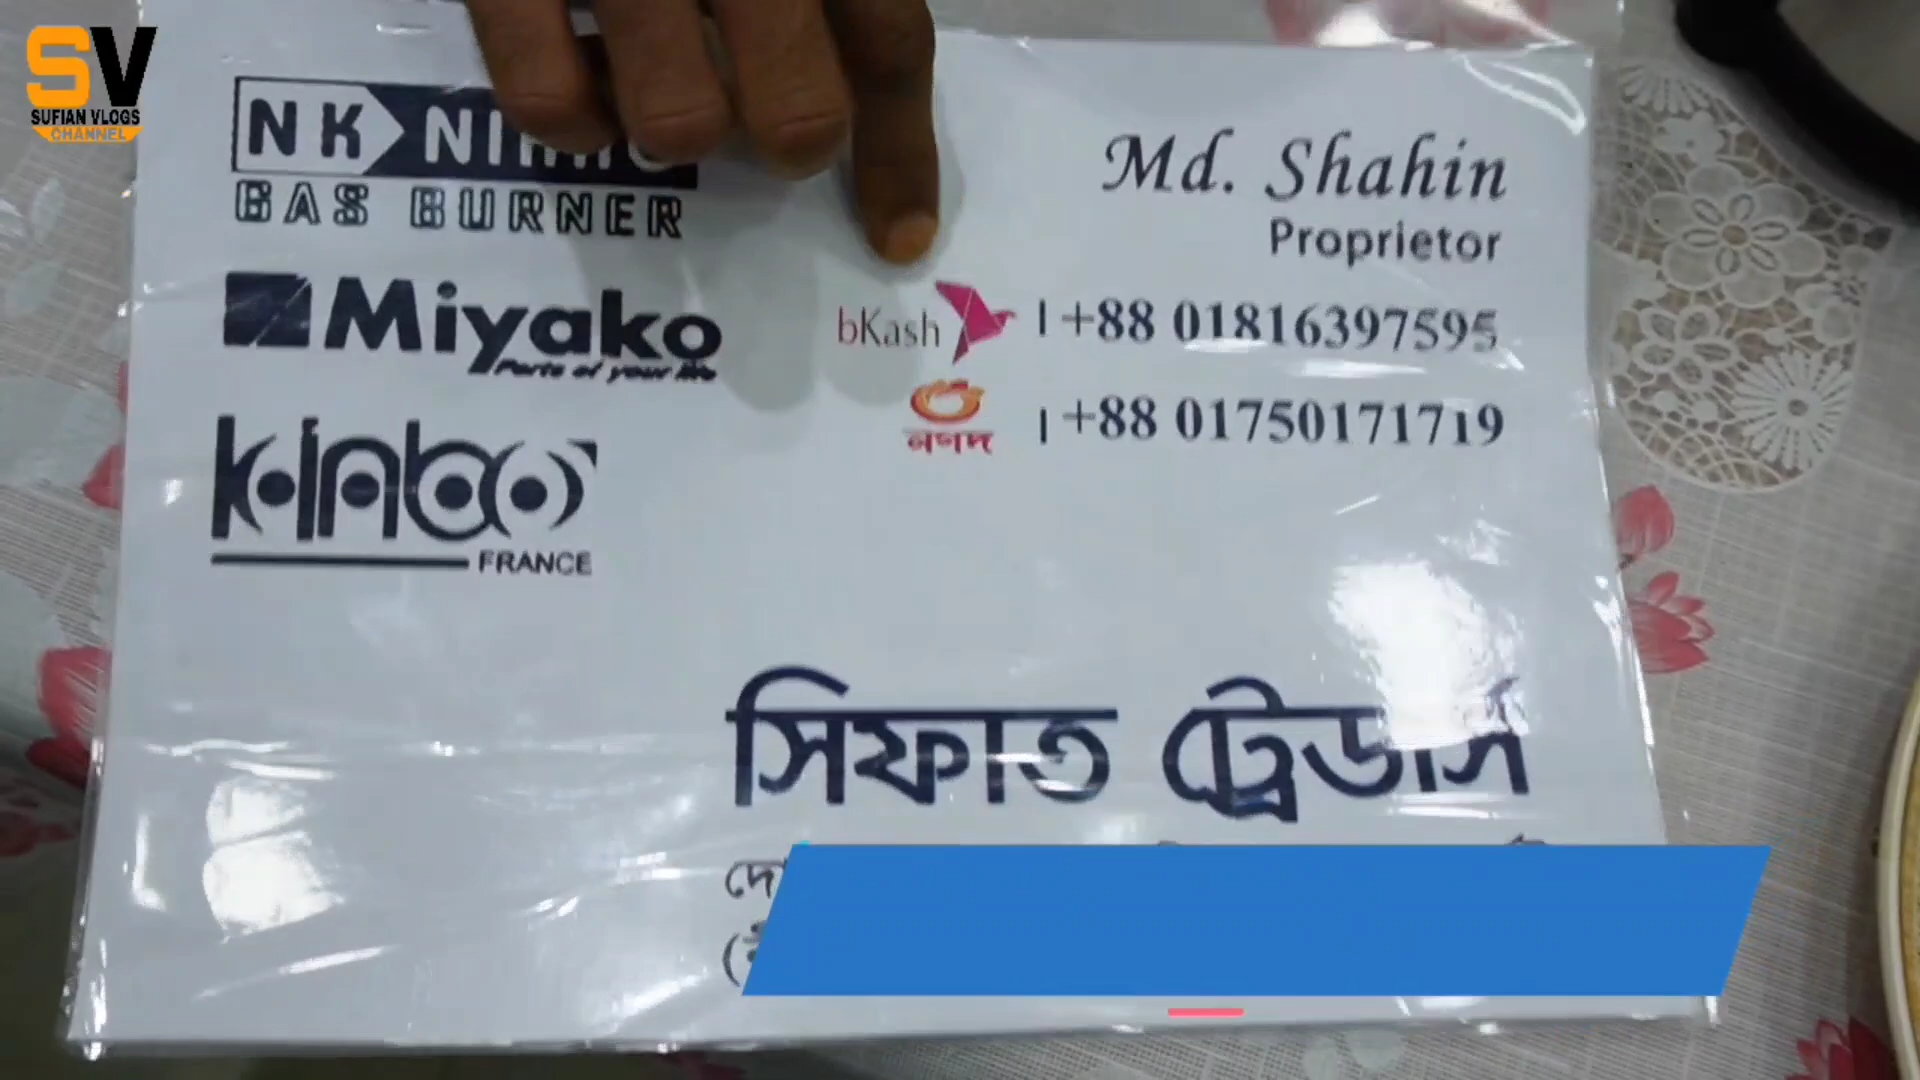 SV
SUFIAN VLOGS
CHANNEL
NK
GAS BURNER
Miyako
Parts of your life
kinbo
FRANCE
Md. Shahin
Proprietor
bKash | +88 01816397595
নগদ | +88 01750171719
সিফাত ট্রেডার্স